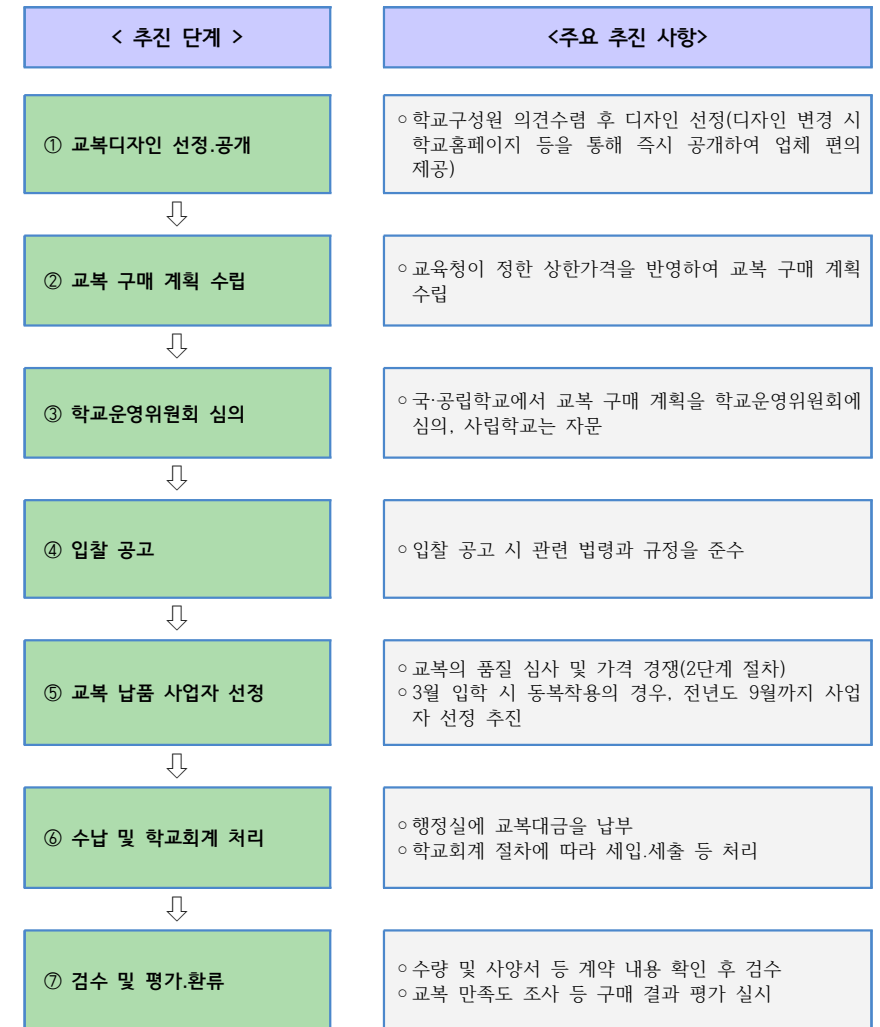 < 추진 단계 >
<주요 추진 사항>
① 교복디자인 선정.공개
○ 학교구성원 의견수렴 후 디자인 선정(디자인 변경 시
학교홈페이지 등을 통해 즉시 공개하여 업체 편의
제공)
② 교복 구매 계획 수립
○ 교육청이 정한 상한가격을 반영하여 교복 구매 계획
수립
③ 학교운영위원회 심의
○ 국·공립학교에서 교복 구매 계획을 학교운영위원회에
심의, 사립학교는 자문
④ 입찰 공고
○ 입찰 공고 시 관련 법령과 규정을 준수
⑤ 교복 납품 사업자 선정
○ 교복의 품질 심사 및 가격 경쟁(2단계 절차)
○ 3월 입학 시 동복착용의 경우, 전년도 9월까지 사업
자 선정 추진
⑥ 수납 및 학교회계 처리
○ 행정실에 교복대금을 납부
○ 학교회계 절차에 따라 세입.세출 등 처리
⑦ 검수 및 평가.환류
○ 수량 및 사양서 등 계약 내용 확인 후 검수
○ 교복 만족도 조사 등 구매 결과 평가 실시